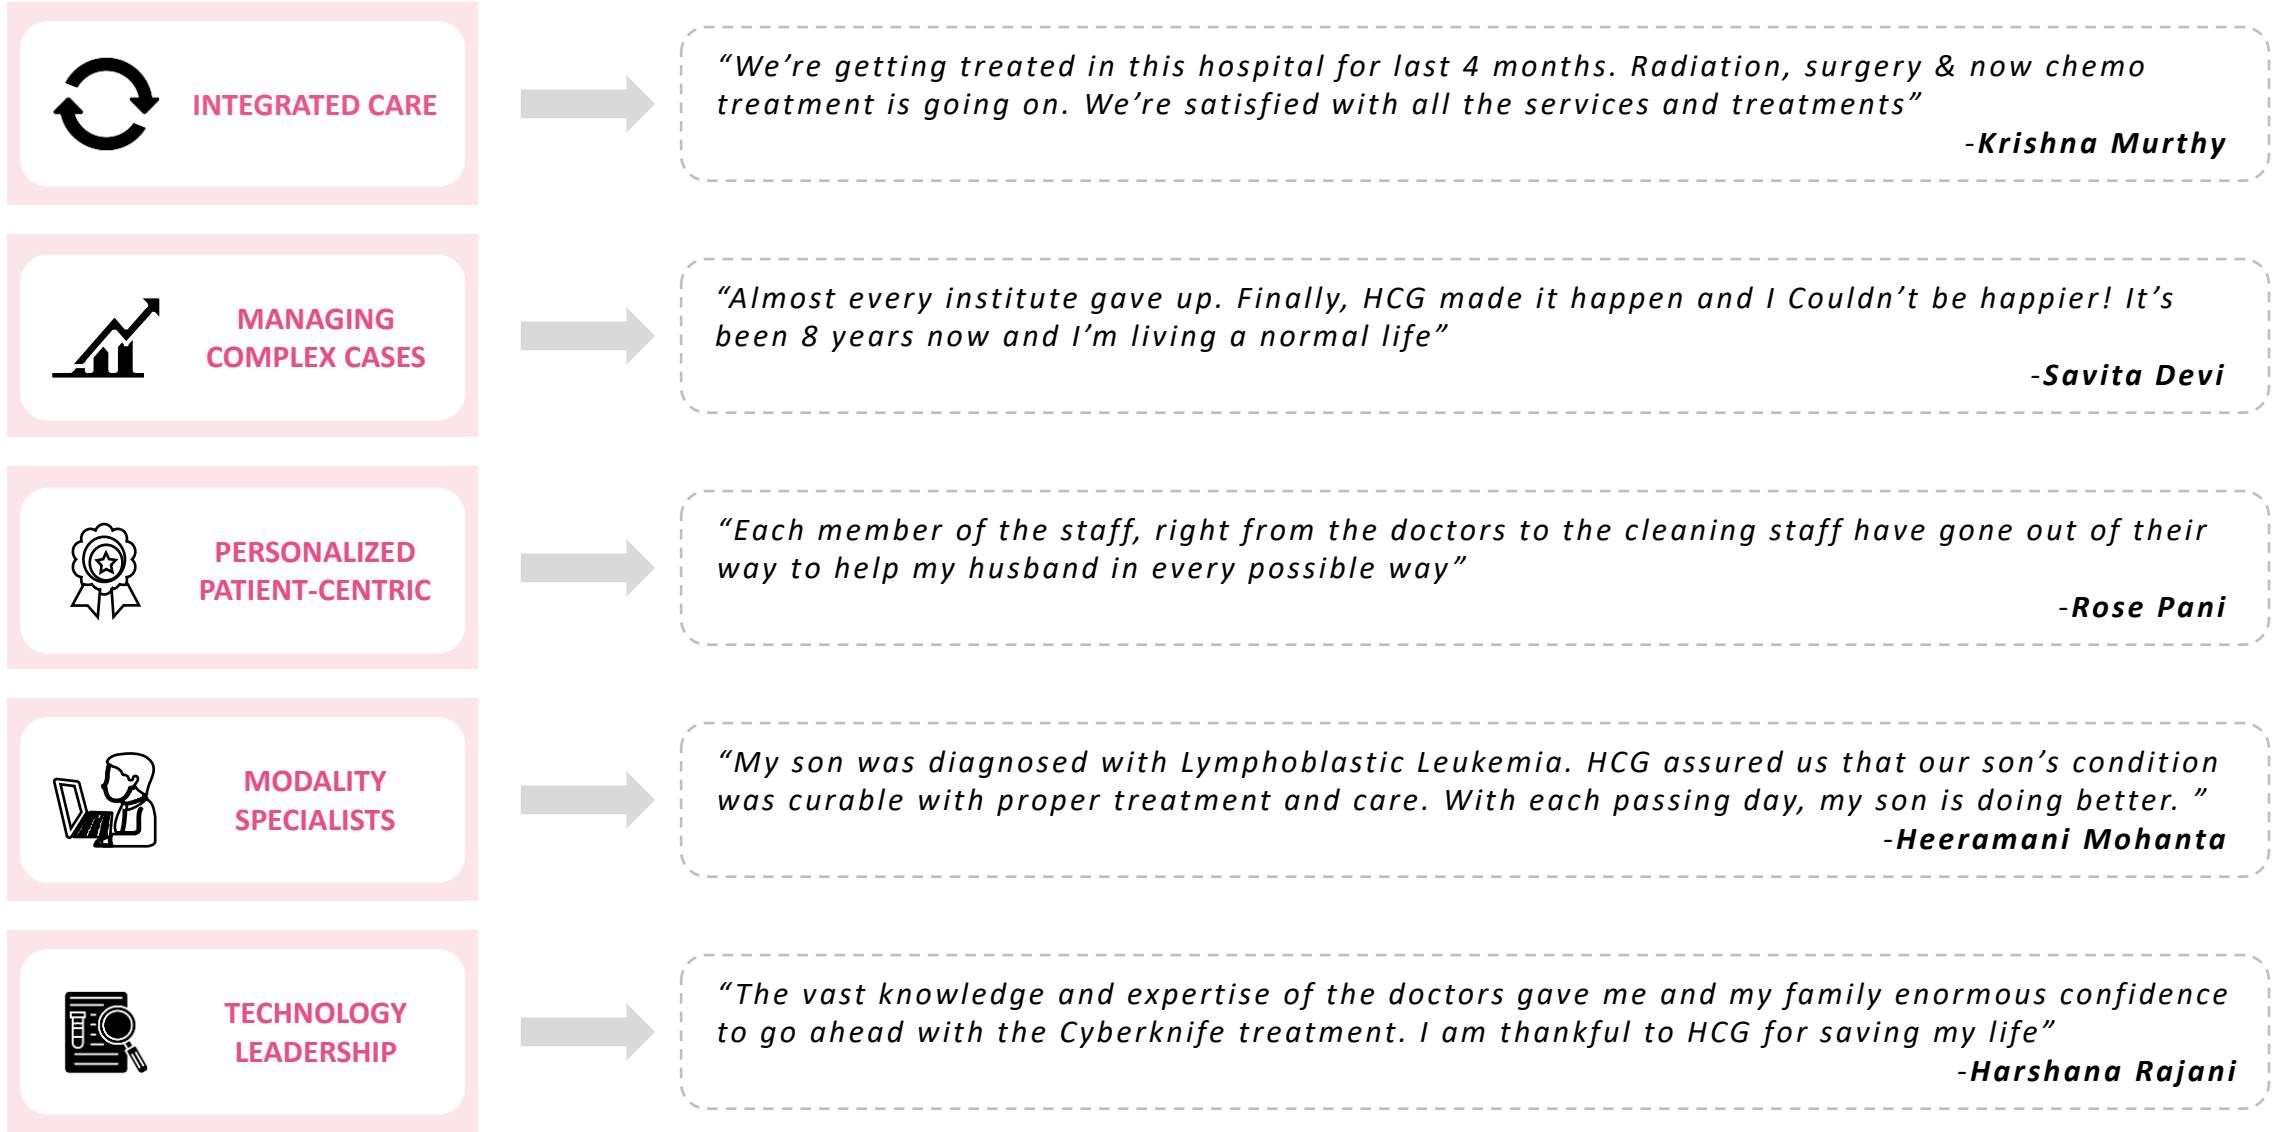 INTEGRATED CARE
“We’re getting treated in this hospital for last 4 months. Radiation, surgery & now chemo
treatment is going on. We’re satisfied with all the services and treatments”
-Krishna Murthy
MANAGING
COMPLEX CASES
“Almost every institute gave up. Finally, HCG made it happen and I Couldn’t be happier! It’s
been 8 years now and I’m living a normal life”
-Savita Devi
PERSONALIZED
PATIENT-CENTRIC
“Each member of the staff, right from the doctors to the cleaning staff have gone out of their
way to help my husband in every possible way”
-Rose Pani
MODALITY
SPECIALISTS
“My son was diagnosed with Lymphoblastic Leukemia. HCG assured us that our son’s condition
was curable with proper treatment and care. With each passing day, my son is doing better. ”
-Heeramani Mohanta
TECHNOLOGY
LEADERSHIP
“The vast knowledge and expertise of the doctors gave me and my family enormous confidence
to go ahead with the Cyberknife treatment. I am thankful to HCG for saving my life”
-Harshana Rajani